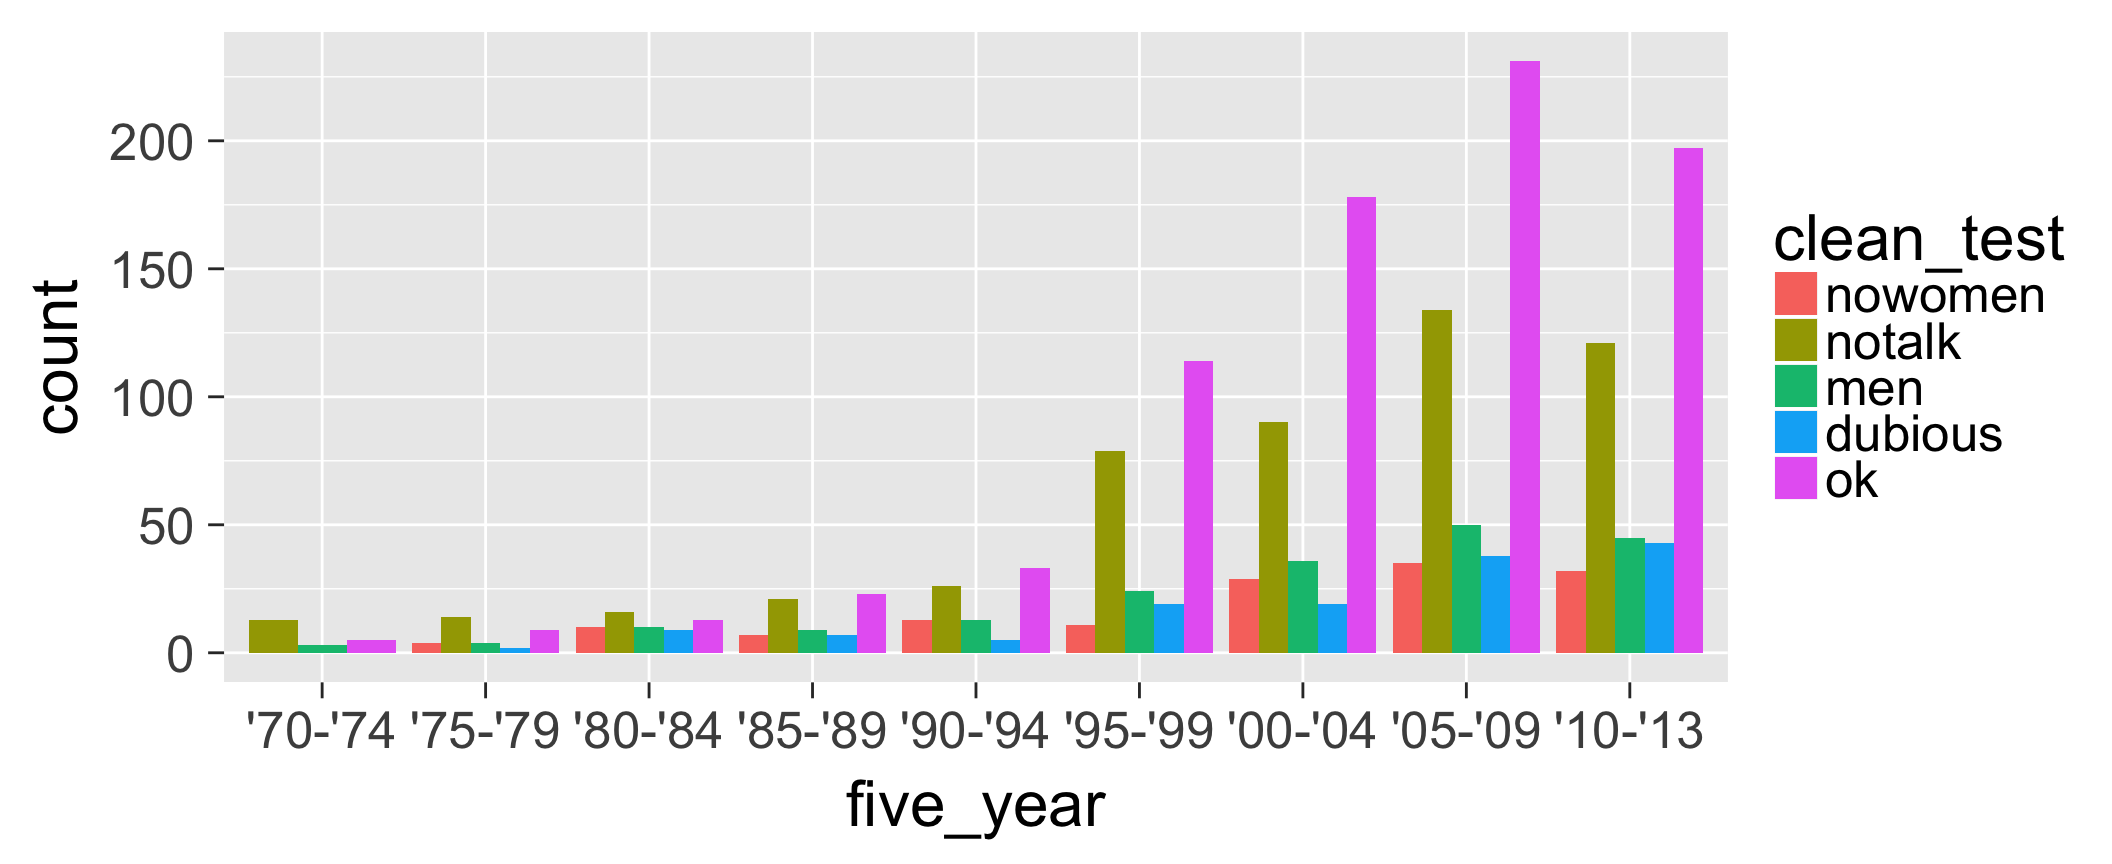 count
200
150
100
50
0
'70-'74 '75-'79 '80-'84 '85-'89 '90-'94 '95-'99 '00-'04 '05-'09 '10-'13
five_year
clean_test
nowomen
notalk
men
dubious
ok